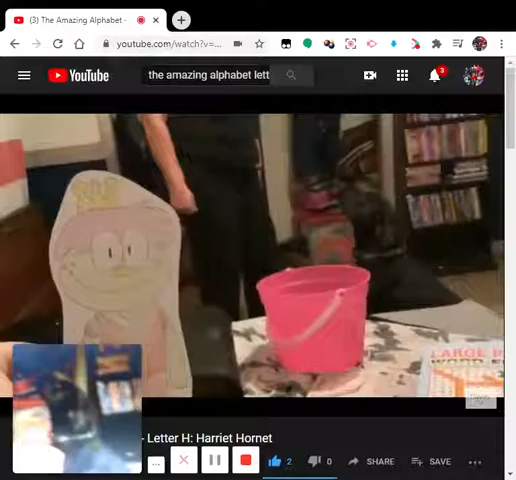 (3) The Amazing Alphabet -
youtube.com/watch?v=...
YouTube
the amazing alphabet lett
3
LARGE P
WORD F
- Letter H: Harriet Hornet
2
0
SHARE
SAVE